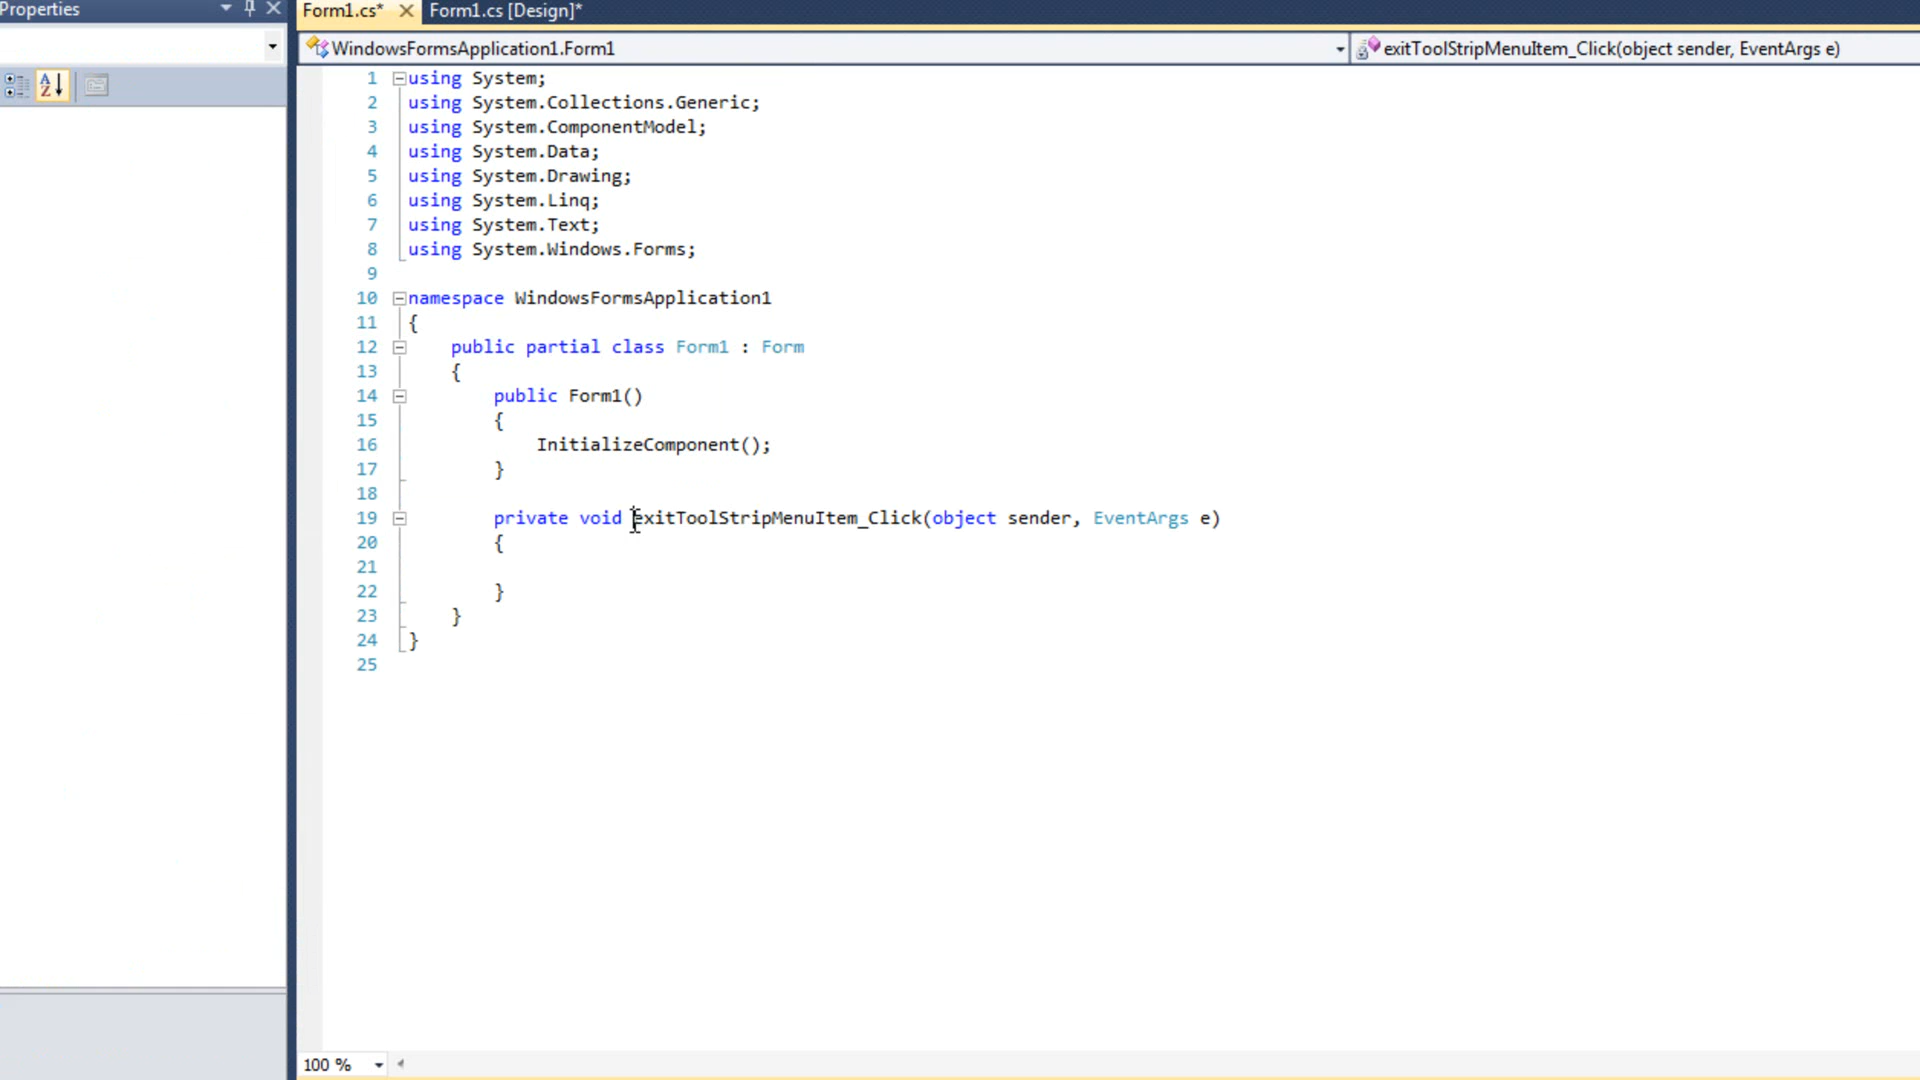 Properties
Form1.cs* Form1.cs [Design]*
WindowsFormsApplication1.Form1 exitToolStripMenuItem_Click(object sender, EventArgs e)
1 using System;
2 using System.Collections.Generic;
3 using System.ComponentModel;
4 using System.Data;
5 using System.Drawing;
6 using System.Linq;
7 using System.Text;
8 using System.Windows.Forms;
9
10 namespace WindowsFormsApplication1
11 {
12 public partial class Form1 : Form
13 {
14 public Form1()
15 {
16 InitializeComponent();
17 }
18
19 private void exitToolStripMenuItem_Click(object sender, EventArgs e)
20 {
21
22 }
23 }
24 }
25
100 %